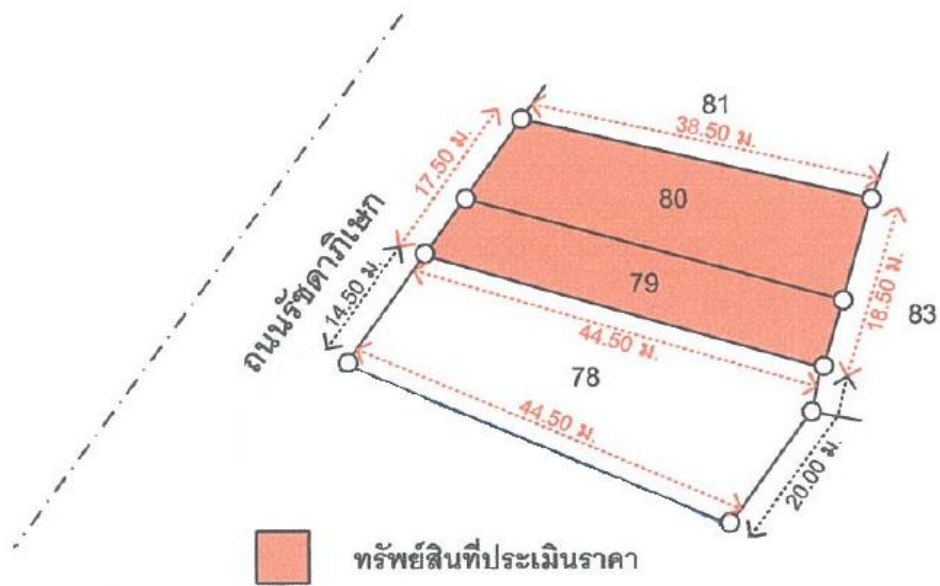 81
38.50 ม.
17.50 ม.
80
ถนนรัชดาภิเษก
14.50 ม.
79
18.50 ม.
83
44.50 ม.
78
44.50 ม.
20.00 ม.
ทรัพย์สินที่ประเมินราคา